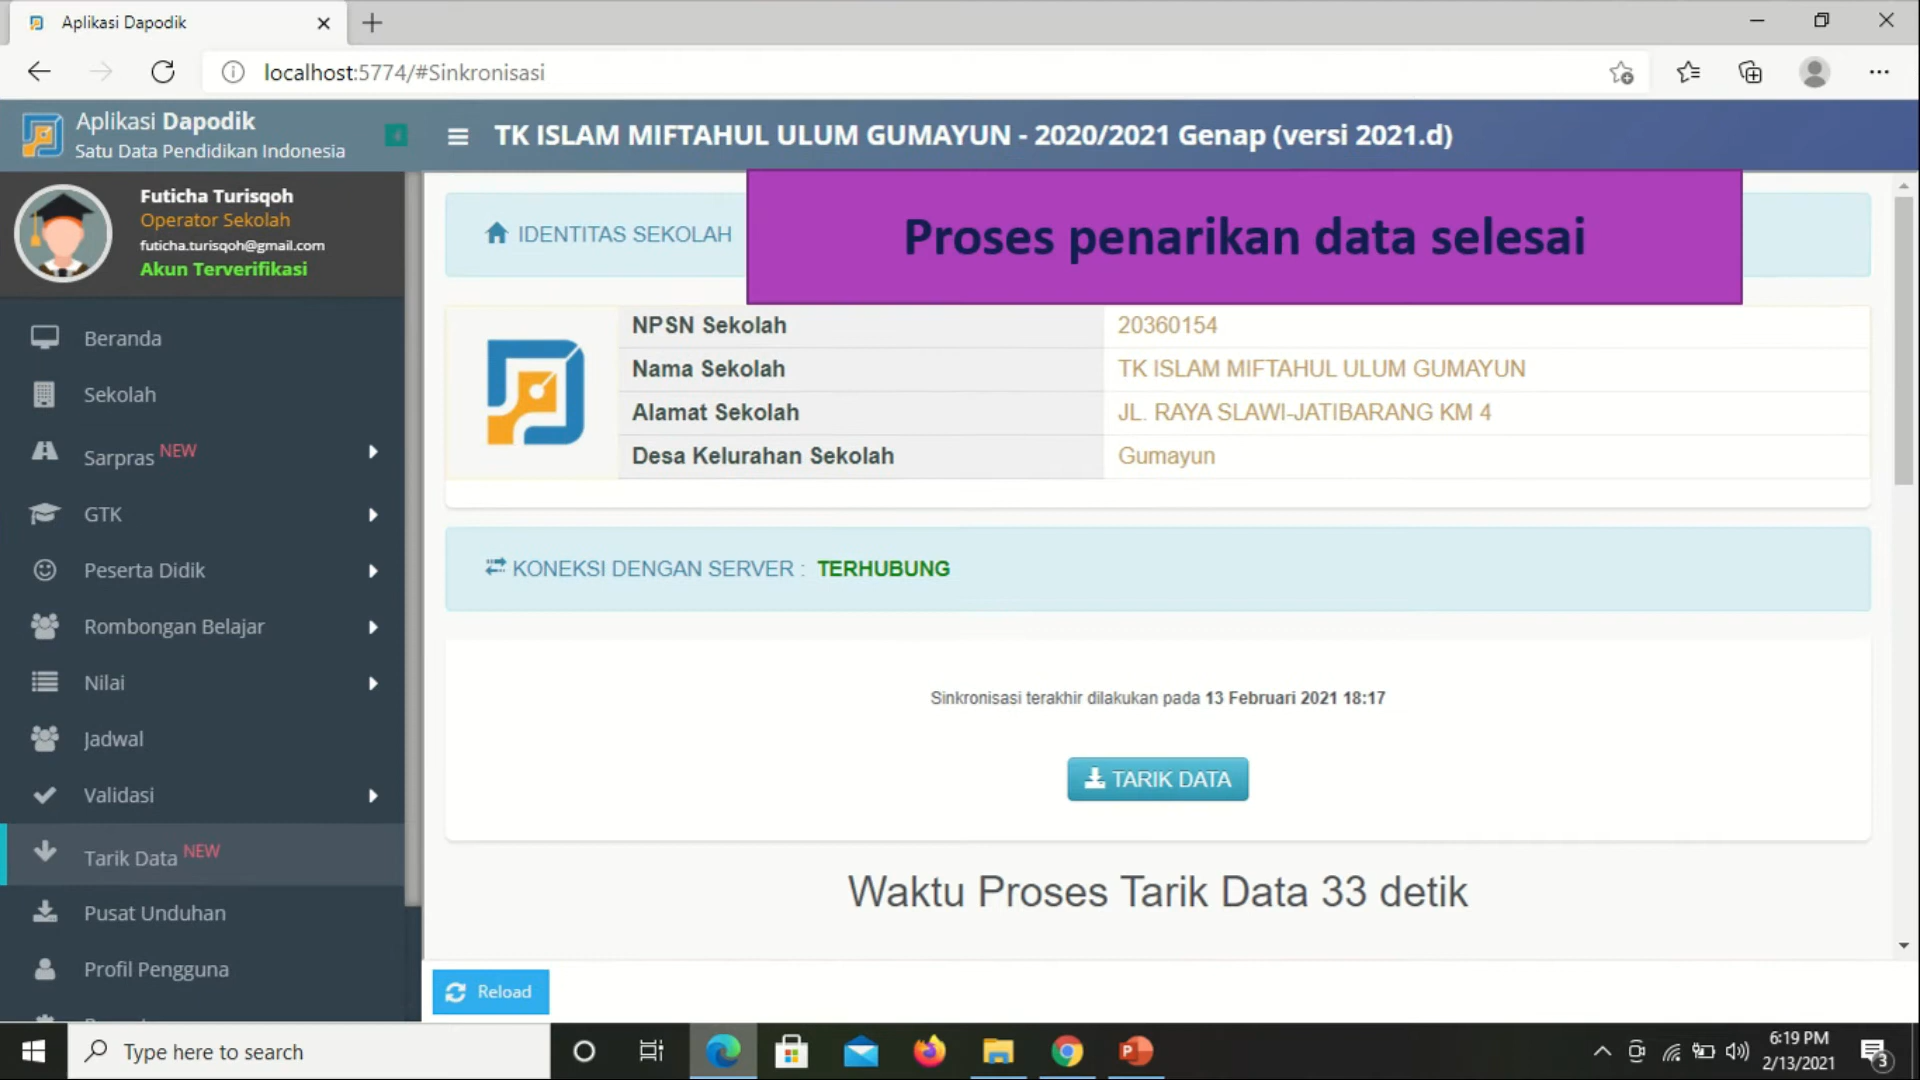 Aplikasi Dapodik
localhost:5774/#Sinkronisasi
Aplikasi Dapodik
Satu Data Pendidikan Indonesia
TK ISLAM MIFTAHUL ULUM GUMAYUN - 2020/2021 Genap (versi 2021.d)
Futicha Turisqoh
Operator Sekolah
futicha.turisqoh@gmail.com
Akun Terverifikasi
Beranda
Sekolah
Sarpras NEW
GTK
Peserta Didik
Rombongan Belajar
Nilai
Jadwal
Validasi
Tarik Data NEW
Pusat Unduhan
Profil Pengguna
IDENTITAS SEKOLAH
Proses penarikan data selesai
NPSN Sekolah 20360154
Nama Sekolah TK ISLAM MIFTAHUL ULUM GUMAYUN
Alamat Sekolah JL. RAYA SLAWI-JATIBARANG KM 4
Desa Kelurahan Sekolah Gumayun
KONEKSI DENGAN SERVER : TERHUBUNG
Sinkronisasi terakhir dilakukan pada 13 Februari 2021 18:17
TARIK DATA
Waktu Proses Tarik Data 33 detik
Reload
Type here to search
6:19 PM
2/13/2021
3